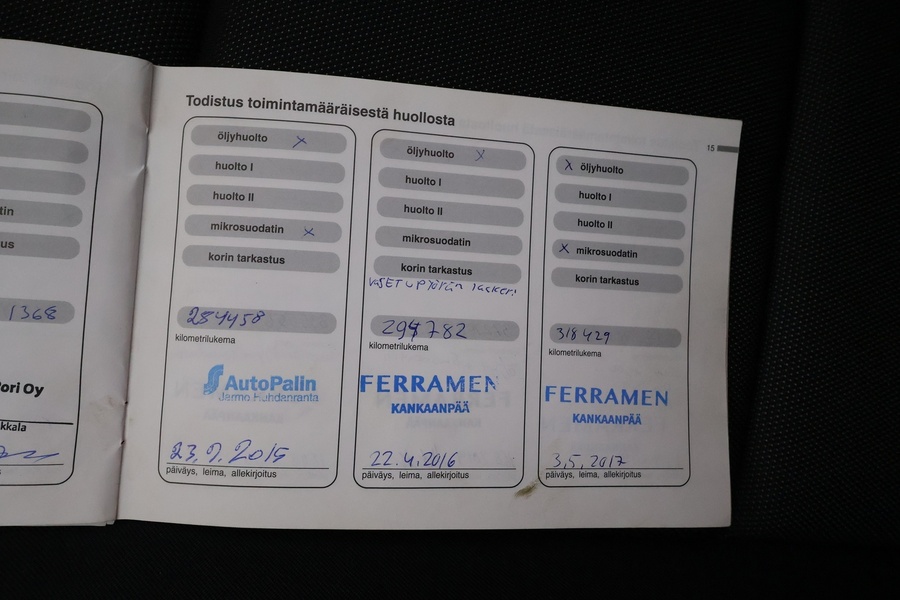 tin
us
1368
Pori Oy
kkala
Todistus toimintamääräisestä huollosta
15
öljyhuolto x
huolto I
huolto II
mikrosuodatin x
korin tarkastus
284458
kilometrilukema
AutoPalin
Jarmo Huhdanranta
23.9.2015
päiväys, leima, allekirjoitus
öljyhuolto x
huolto I
huolto II
mikrosuodatin
korin tarkastus
kilometrilukema
FERRAMEN
KANKAANPÄÄ
22.4.2016
päiväys, leima, allekirjoitus
x öljyhuolto
huolto I
huolto II
x mikrosuodatin
korin tarkastus
318429
kilometrilukema
FERRAMEN
KANKAANPÄÄ
3.5.2017
päiväys, leima, allekirjoitus